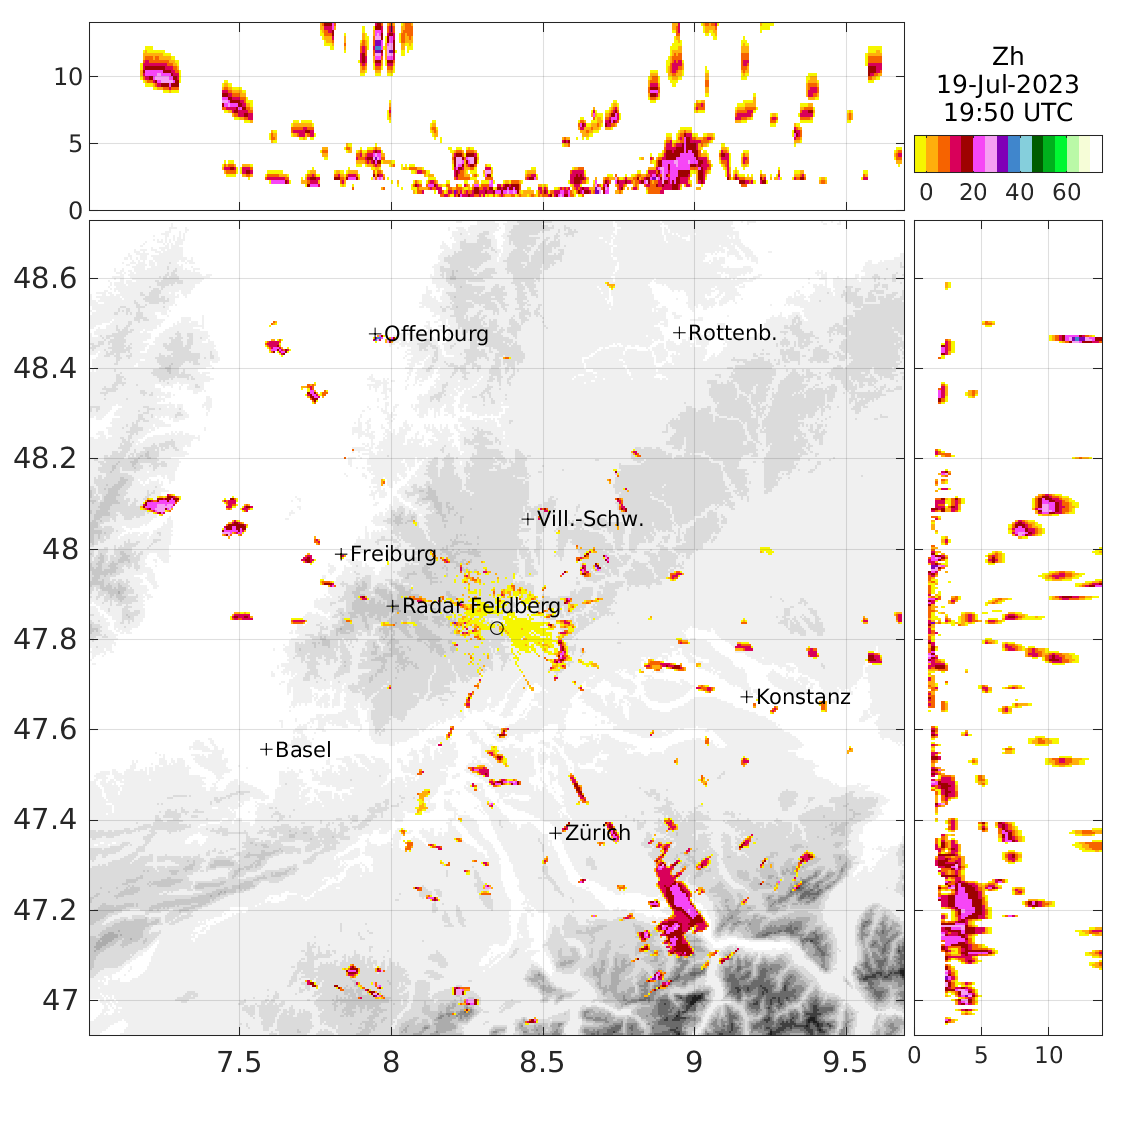 10
5
0
Zh
19-Jul-2023
19:50 UTC
0 20 40 60
48.6
48.4
48.2
48
47.8
47.6
47.4
47.2
47
+Offenburg
+Rottenb.
+Vill.-Schw.
+Freiburg
+Radar Feldberg
+Konstanz
+Basel
+Zürich
7.5 8 8.5 9 9.5
0 5 10